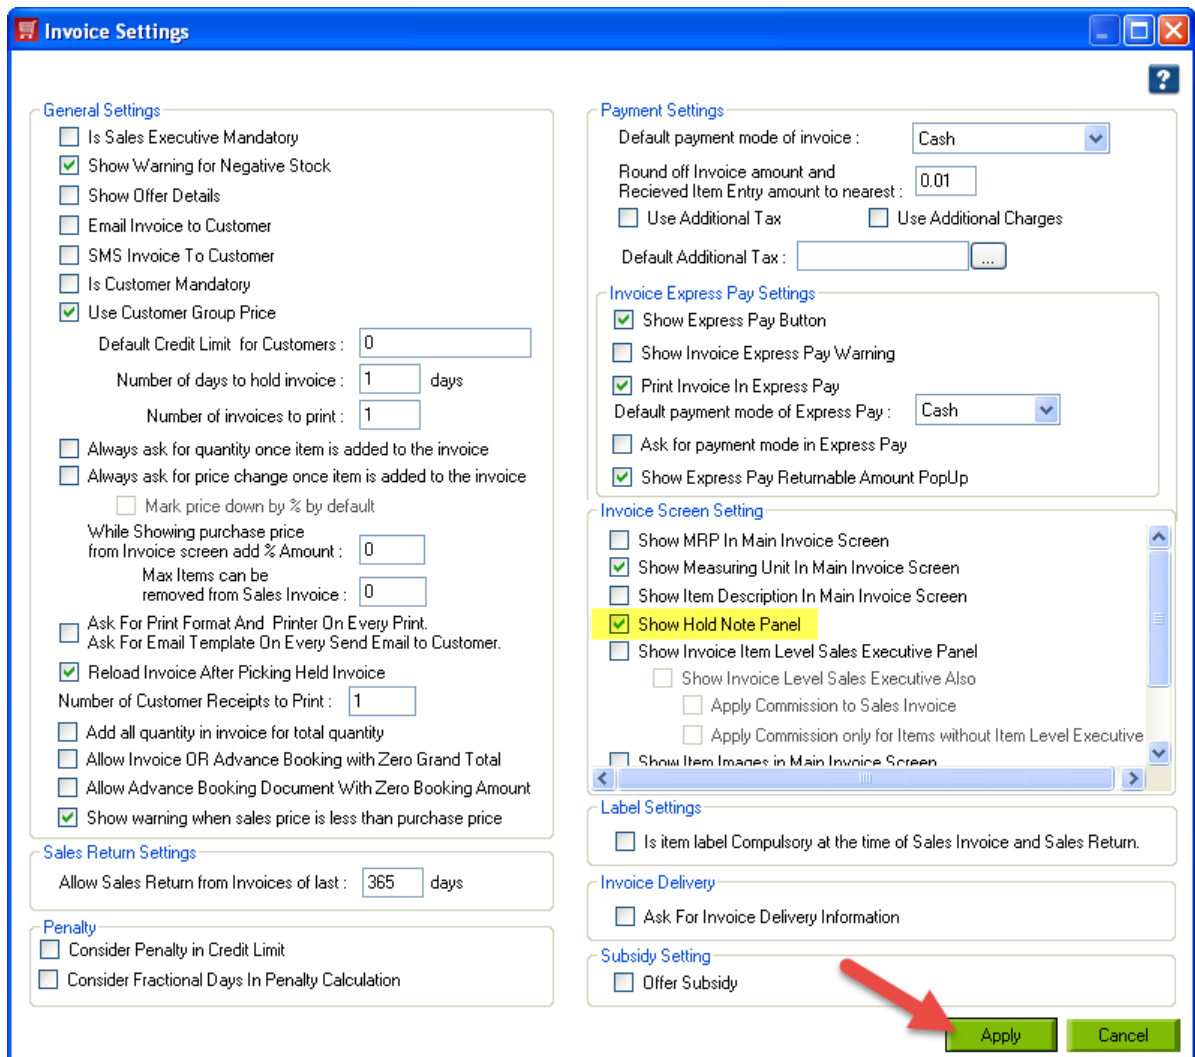 Invoice Settings
?
General Settings
Is Sales Executive Mandatory
Show Warning for Negative Stock
Show Offer Details
Email Invoice to Customer
SMS Invoice To Customer
Is Customer Mandatory
Use Customer Group Price
Default Credit Limit for Customers : 0
Number of days to hold invoice : 1 days
Number of invoices to print : 1
Always ask for quantity once item is added to the invoice
Always ask for price change once item is added to the invoice
Mark price down by % by default
While Showing purchase price
from Invoice screen add % Amount : 0
Max Items can be
removed from Sales Invoice : 0
Ask For Print Format And Printer On Every Print.
Ask For Email Template On Every Send Email to Customer.
Reload Invoice After Picking Held Invoice
Number of Customer Receipts to Print : 1
Add all quantity in invoice for total quantity
Allow Invoice OR Advance Booking with Zero Grand Total
Allow Advance Booking Document With Zero Booking Amount
Show warning when sales price is less than purchase price
Sales Return Settings
Allow Sales Return from Invoices of last : 365 days
Penalty
Consider Penalty in Credit Limit
Consider Fractional Days In Penalty Calculation
Payment Settings
Default payment mode of invoice : Cash
Round off Invoice amount and
Recieved Item Entry amount to nearest : 0.01
Use Additional Tax Use Additional Charges
Default Additional Tax : ...
Invoice Express Pay Settings
Show Express Pay Button
Show Invoice Express Pay Warning
Print Invoice In Express Pay
Default payment mode of Express Pay : Cash
Ask for payment mode in Express Pay
Show Express Pay Returnable Amount PopUp
Invoice Screen Setting
Show MRP In Main Invoice Screen
Show Measuring Unit In Main Invoice Screen
Show Item Description In Main Invoice Screen
Show Hold Note Panel
Show Invoice Item Level Sales Executive Panel
Show Invoice Level Sales Executive Also
Apply Commission to Sales Invoice
Apply Commission only for Items without Item Level Executive
Show Item Images in Main Invoice Screen
Label Settings
Is item label Compulsory at the time of Sales Invoice and Sales Return.
Invoice Delivery
Ask For Invoice Delivery Information
Subsidy Setting
Offer Subsidy
Apply Cancel